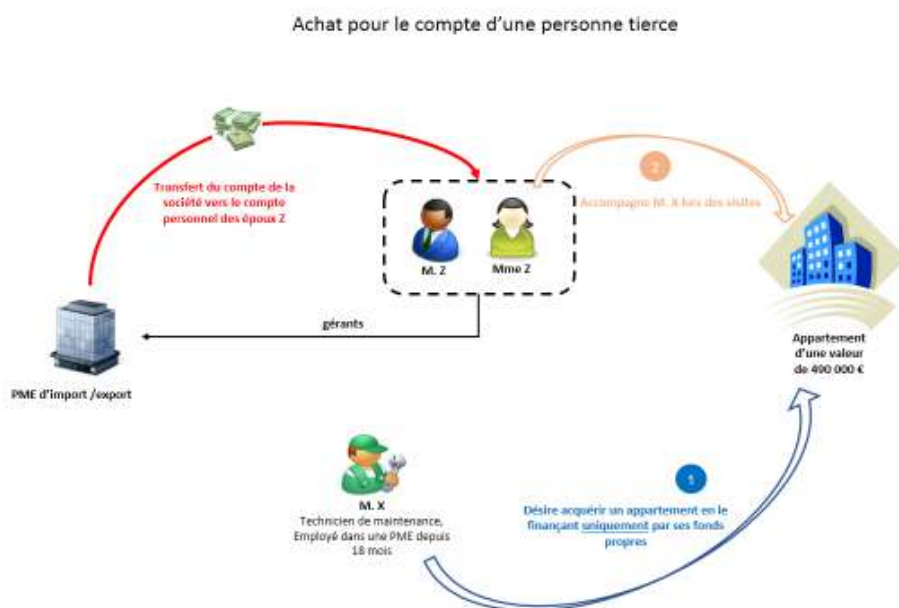 Achat pour le compte d'une personne tierce
Transfert du compte de la
société vers le compte
personnel des époux Z
2
Accompagne M. X lors des visites
M. Z
Mme Z
gérants
PME d'import /export
Appartement
d'une valeur
de 490 000 €
1
M. X
Technicien de maintenance,
Employé dans une PME depuis
18 mois
Désire acquérir un appartement en le
finançant uniquement par ses fonds
propres